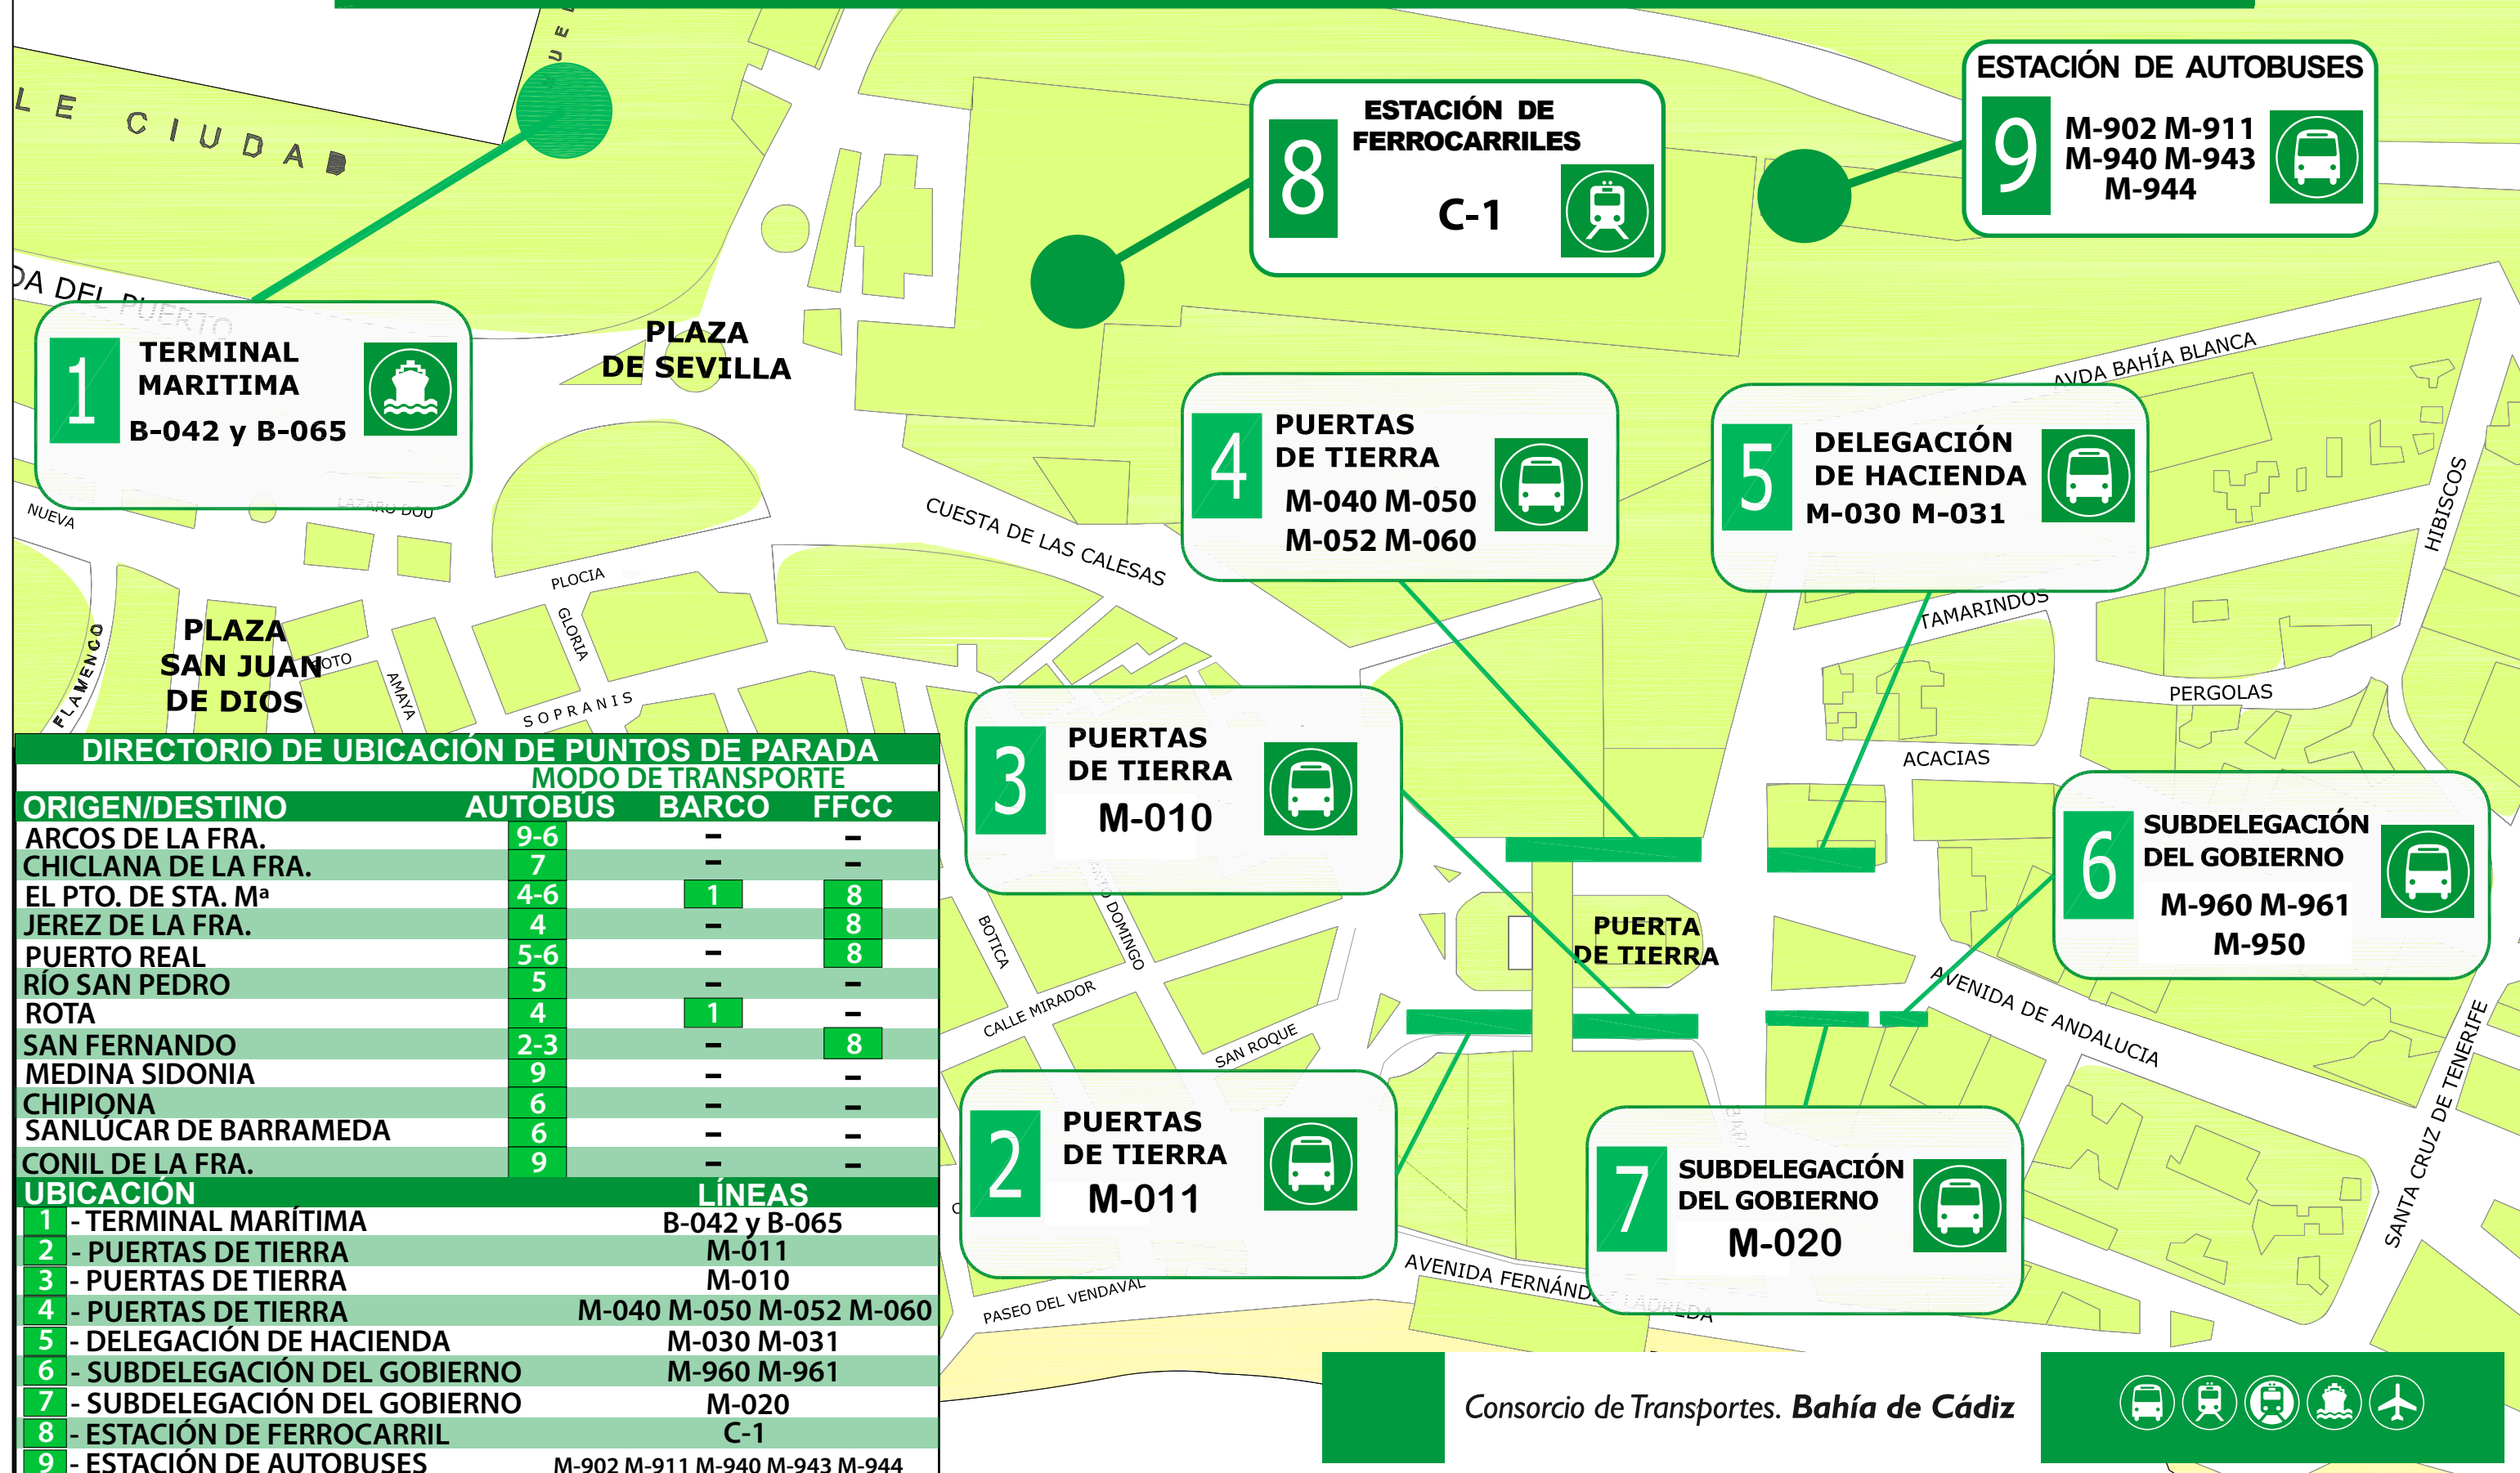 LE CIUDAD
ESTACIÓN DE AUTOBUSES
9
M-902 M-911
M-940 M-943
M-944
ESTACIÓN DE
FERROCARRILES
8
C-1
DA DEL PUERTO
1
TERMINAL
MARITIMA
B-042 y B-065
PLAZA
DE SEVILLA
AVDA BAHÍA BLANCA
4
PUERTAS
DE TIERRA
M-040 M-050
M-052 M-060
5
DELEGACIÓN
DE HACIENDA
M-030 M-031
HIBISCOS
NUEVA
LAZARO DOU
CUESTA DE LAS CALESAS
PLOCIA
GLORIA
TAMARINDOS
FLAMENCO
PLAZA
SAN JUAN
DE DIOS
SOTO
AMAYA
SOPRANIS
PERGOLAS
ACACIAS
3
PUERTAS
DE TIERRA
M-010
6
SUBDELEGACIÓN
DEL GOBIERNO
M-960 M-961
M-950
BOTICA
DOMINGO
PUERTA
DE TIERRA
CALLE MIRADOR
SAN ROQUE
AVENIDA DE ANDALUCIA
SANTA CRUZ DE TENERIFE
2
PUERTAS
DE TIERRA
M-011
7
SUBDELEGACIÓN
DEL GOBIERNO
M-020
PASEO DEL VENDAVAL
AVENIDA FERNÁNDEZ LADREDA
DIRECTORIO DE UBICACIÓN DE PUNTOS DE PARADA
MODO DE TRANSPORTE
ORIGEN/DESTINO AUTOBÚS BARCO FFCC
ARCOS DE LA FRA. 9-6 – –
CHICLANA DE LA FRA. 7 – –
EL PTO. DE STA. Mª 4-6 1 8
JEREZ DE LA FRA. 4 – 8
PUERTO REAL 5-6 – 8
RÍO SAN PEDRO 5 – –
ROTA 4 1 –
SAN FERNANDO 2-3 – 8
MEDINA SIDONIA 9 – –
CHIPIONA 6 – –
SANLÚCAR DE BARRAMEDA 6 – –
CONIL DE LA FRA. 9 – –
UBICACIÓN LÍNEAS
1 - TERMINAL MARÍTIMA B-042 y B-065
2 - PUERTAS DE TIERRA M-011
3 - PUERTAS DE TIERRA M-010
4 - PUERTAS DE TIERRA M-040 M-050 M-052 M-060
5 - DELEGACIÓN DE HACIENDA M-030 M-031
6 - SUBDELEGACIÓN DEL GOBIERNO M-960 M-961
7 - SUBDELEGACIÓN DEL GOBIERNO M-020
8 - ESTACIÓN DE FERROCARRIL C-1
9 - ESTACIÓN DE AUTOBUSES M-902 M-911 M-940 M-943 M-944
Consorcio de Transportes. Bahía de Cádiz